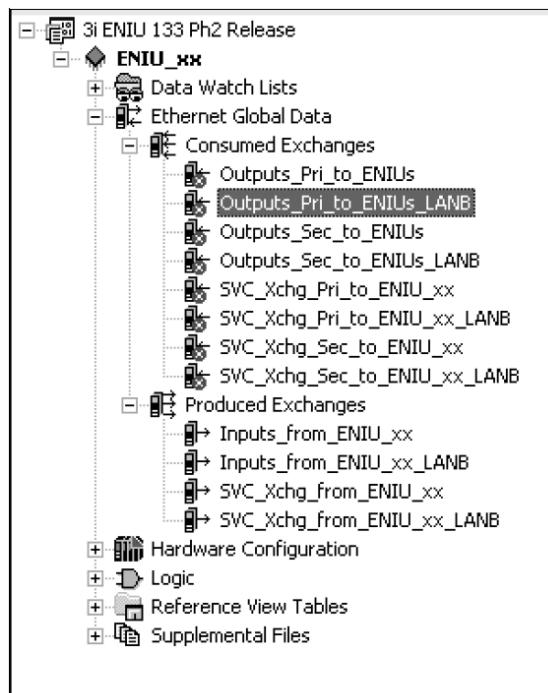 3i ENIU 133 Ph2 Release
ENIU_xx
Data Watch Lists
Ethernet Global Data
Consumed Exchanges
Outputs_Pri_to_ENIUs
Outputs_Pri_to_ENIUs_LANB
Outputs_Sec_to_ENIUs
Outputs_Sec_to_ENIUs_LANB
SVC_Xchg_Pri_to_ENIU_xx
SVC_Xchg_Pri_to_ENIU_xx_LANB
SVC_Xchg_Sec_to_ENIU_xx
SVC_Xchg_Sec_to_ENIU_xx_LANB
Produced Exchanges
Inputs_from_ENIU_xx
Inputs_from_ENIU_xx_LANB
SVC_Xchg_from_ENIU_xx
SVC_Xchg_from_ENIU_xx_LANB
Hardware Configuration
Logic
Reference View Tables
Supplemental Files